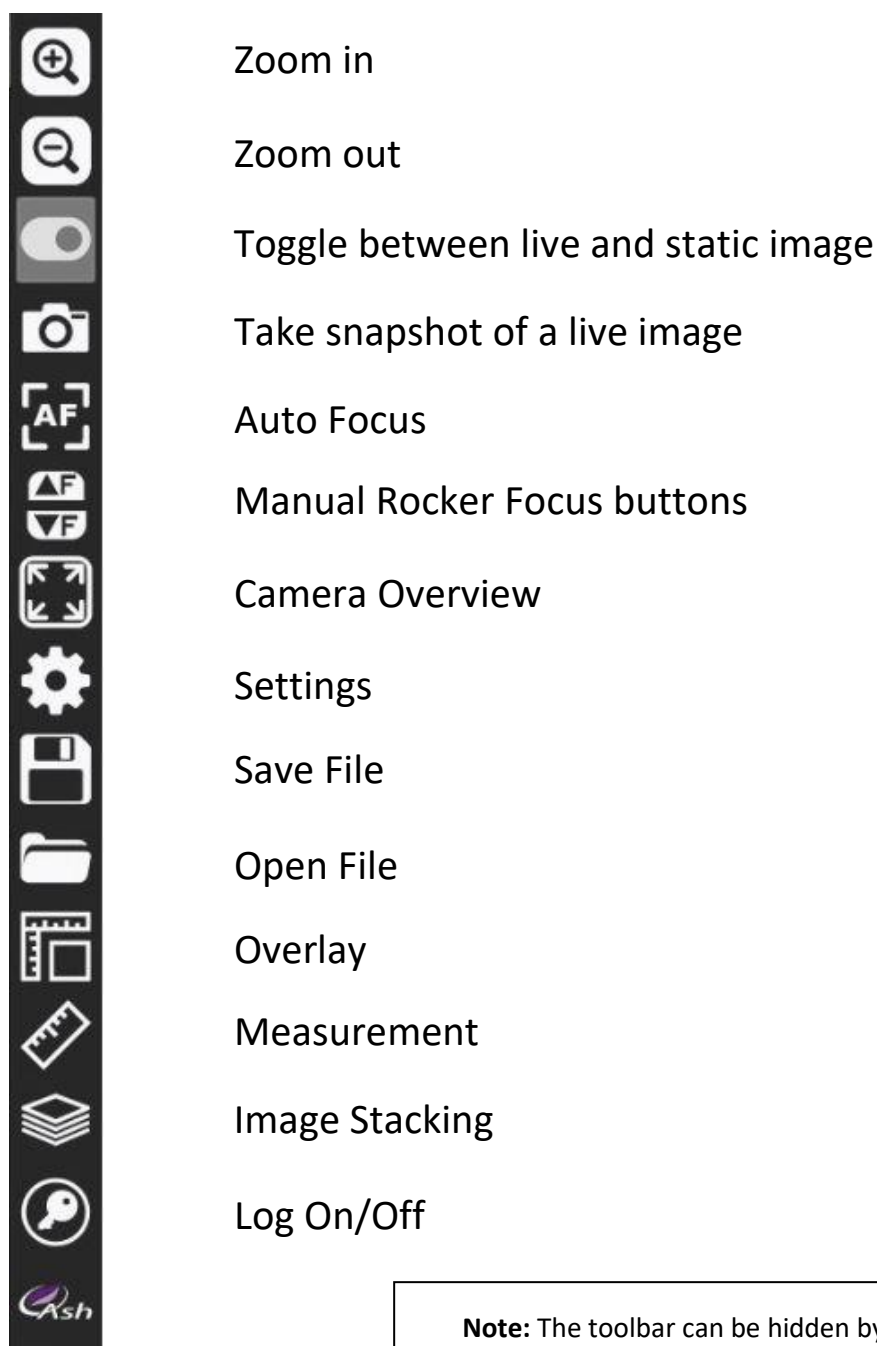 Zoom in
Zoom out
Toggle between live and static image
Take snapshot of a live image
AF
Auto Focus
F
F
Manual Rocker Focus buttons
Camera Overview
Settings
Save File
Open File
Overlay
Measurement
Image Stacking
Log On/Off
Ash
Note: The toolbar can be hidden by